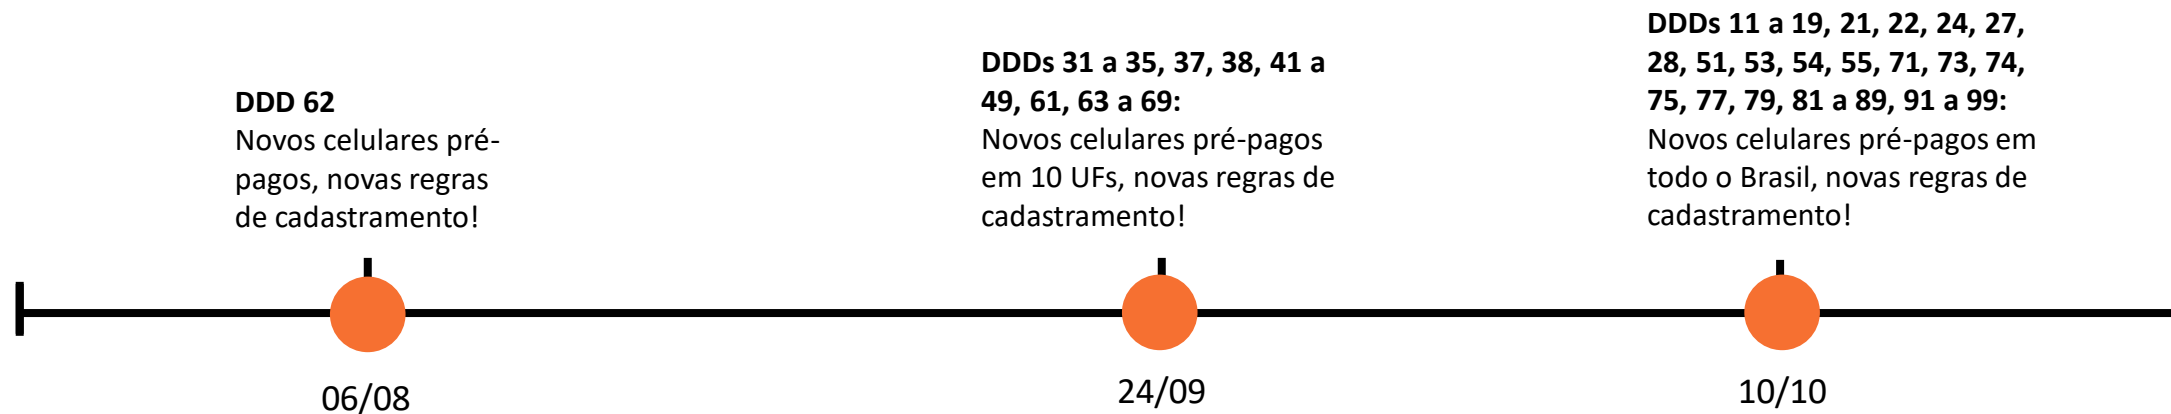 DDD 62
Novos celulares pré-
pagos, novas regras
de cadastramento!
06/08
DDDs 31 a 35, 37, 38, 41 a
49, 61, 63 a 69:
Novos celulares pré-pagos
em 10 UFs, novas regras de
cadastramento!
24/09
DDDs 11 a 19, 21, 22, 24, 27,
28, 51, 53, 54, 55, 71, 73, 74,
75, 77, 79, 81 a 89, 91 a 99:
Novos celulares pré-pagos em
todo o Brasil, novas regras de
cadastramento!
10/10